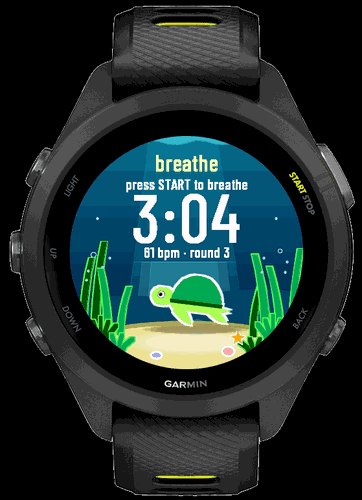 breathe
press START to breathe
3:04
61 bpm · round 3
LIGHT
START STOP
UP
DOWN
BACK
GARMIN